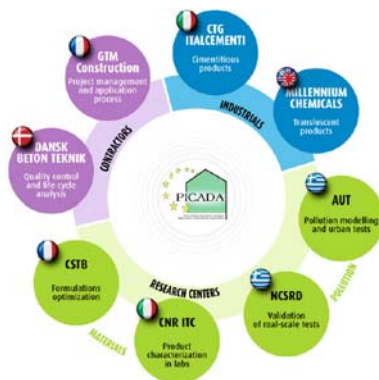 CTG
ITALCEMENTI
Cimentitious
products
MILLENNIUM
CHEMICALS
Transluscent
products
AUT
Pollution modelling
and urban tests
NCSRD
Validation
of real-scale tests
CNR ITC
Product
characterization
in labs
CSTB
Formulations
optimization
DANSK
BETON TEKNIK
Quality control
and life cycle
analysis
GTM
Construction
Project management
and application
process
CONTRACTORS
INDUSTRIALS
RESEARCH CENTERS
MATERIALS
POLLUTION
PICADA